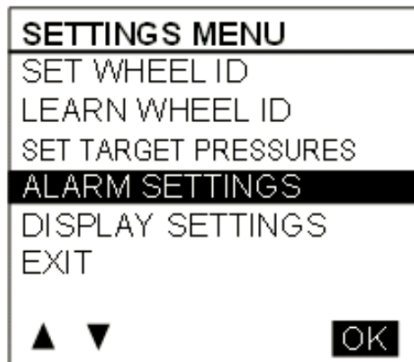 SETTINGS MENU
SET WHEEL ID
LEARN WHEEL ID
SET TARGET PRESSURES
ALARM SETTINGS
DISPLAY SETTINGS
EXIT
▲ ▼ OK